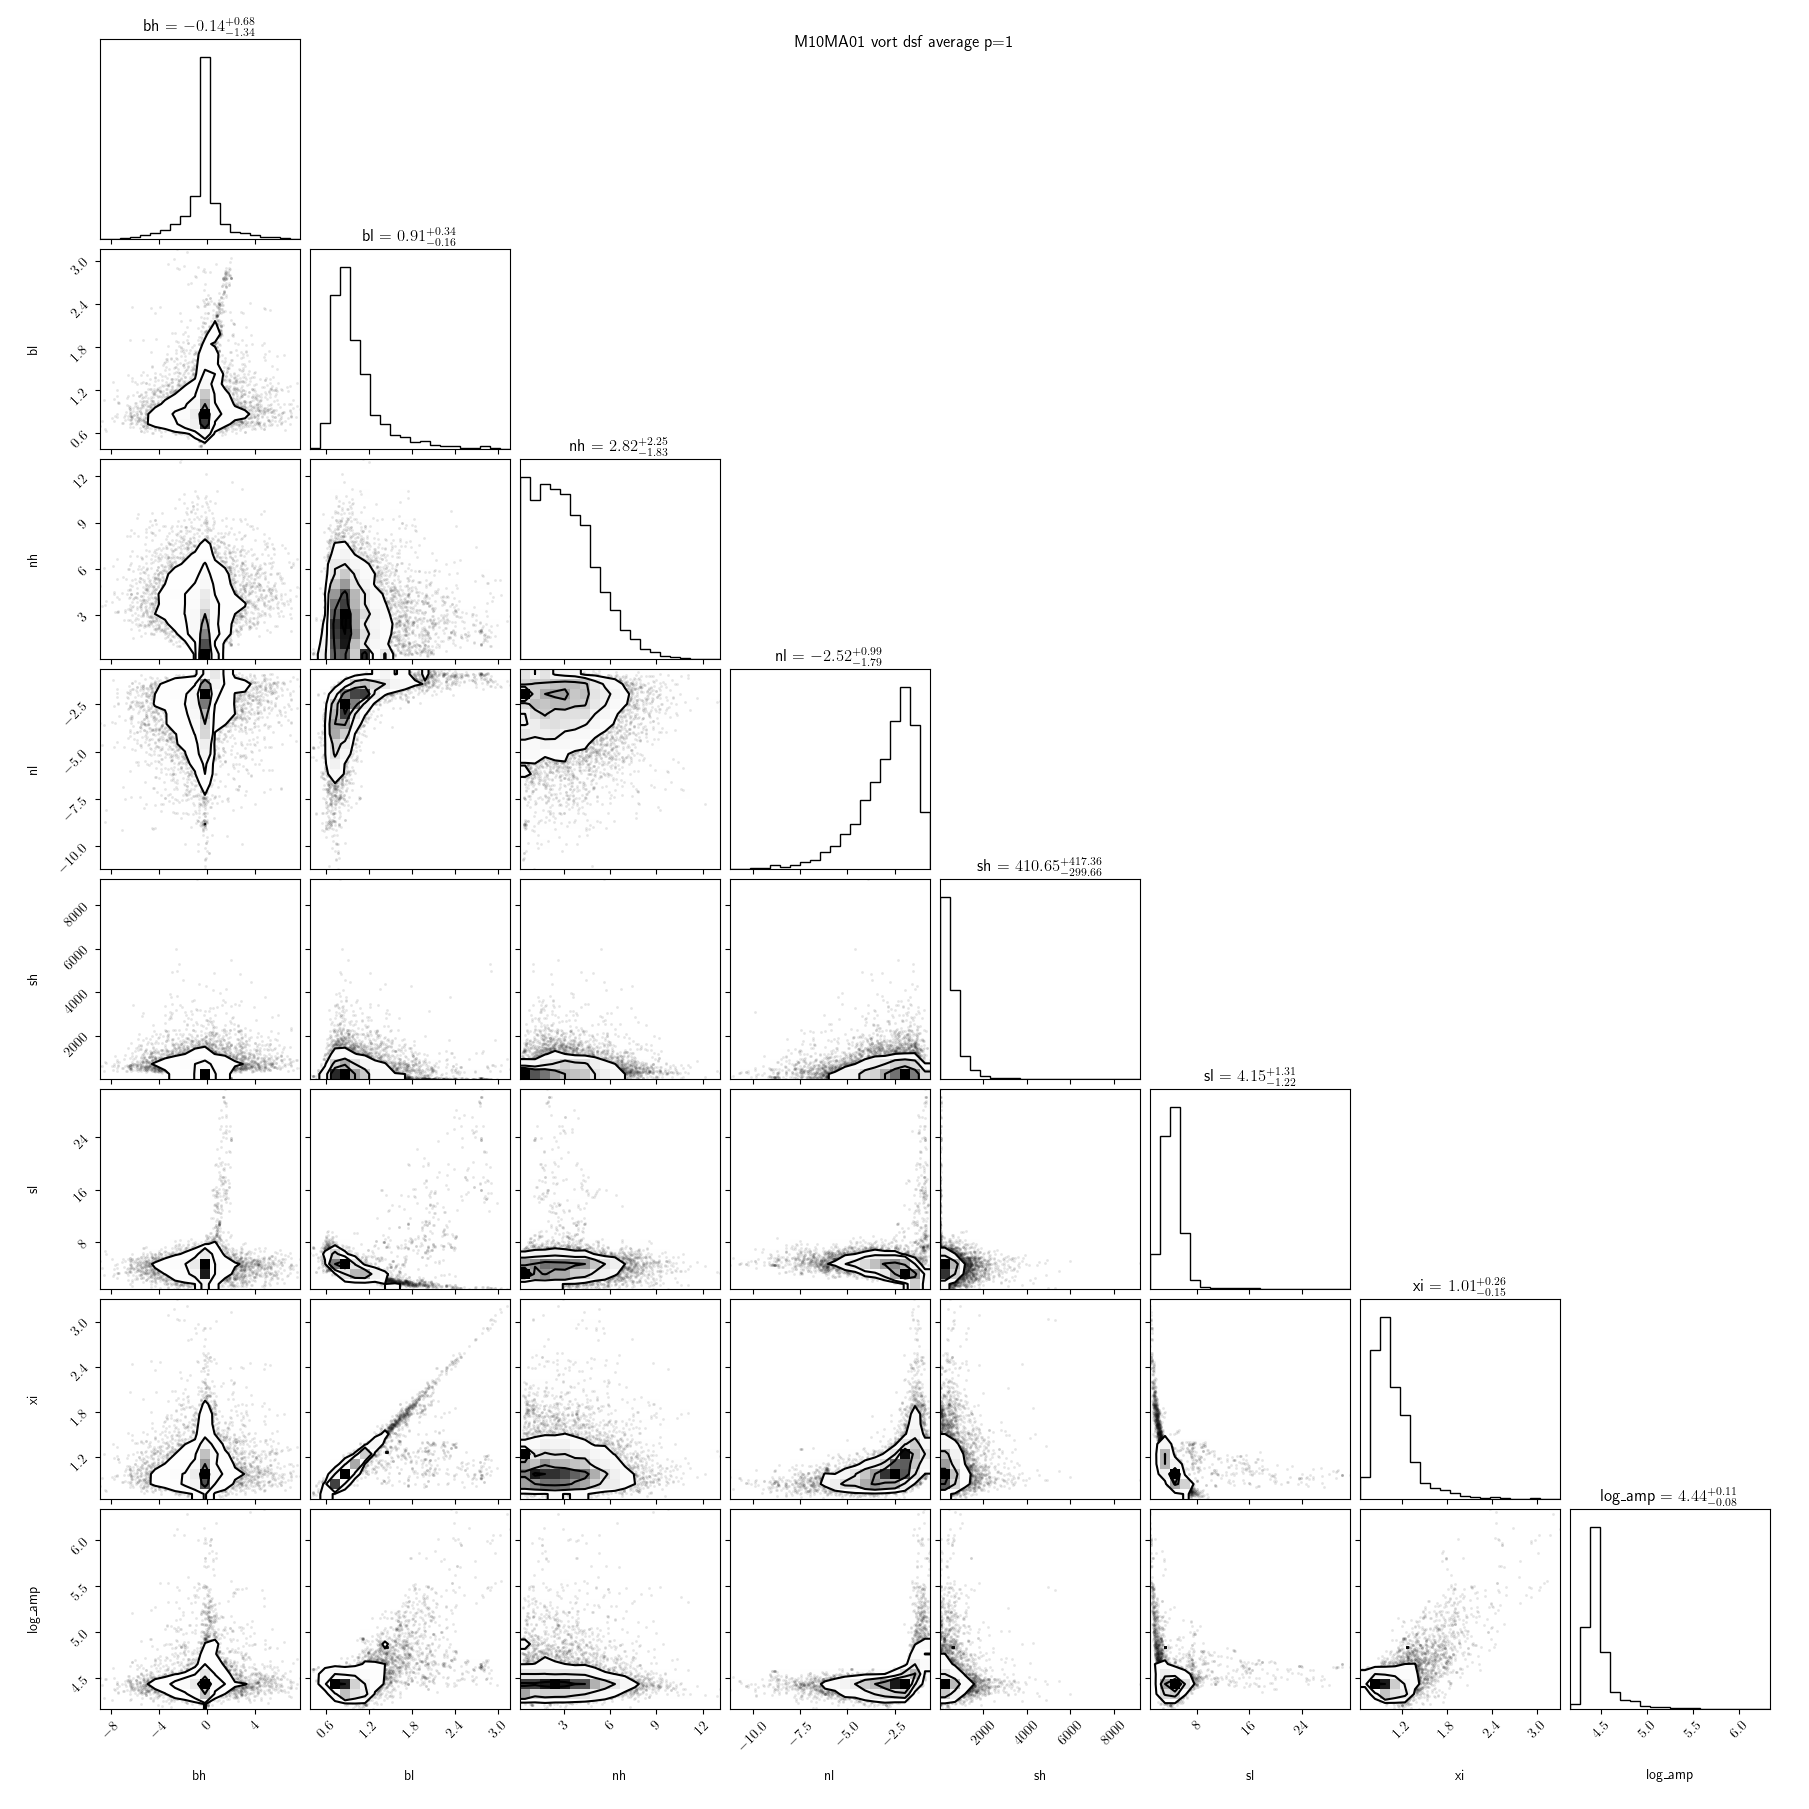 bh = −0.14+0.68−1.34
M10MA01 vort dsf average p=1
bl = 0.91+0.34−0.16
3.0
2.4
1.8
1.2
0.6
bl
nh = 2.82+2.25−1.83
12
9
6
3
nh
nl = −2.52+0.99−1.79
−2.5
−5.0
−7.5
−10.0
nl
sh = 410.65+417.36−299.66
8000
6000
4000
2000
sh
sl = 4.15+1.31−1.22
24
16
8
sl
xi = 1.01+0.26−0.15
3.0
2.4
1.8
1.2
xi
log_amp = 4.44+0.11−0.08
6.0
5.5
5.0
4.5
log_amp
−8 −4 0 4 0.6 1.2 1.8 2.4 3.0 3 6 9 12 −10.0 −7.5 −5.0 −2.5 2000 4000 6000 8000 8 16 24 1.2 1.8 2.4 3.0 4.5 5.0 5.5 6.0
bh bl nh nl sh sl xi log_amp